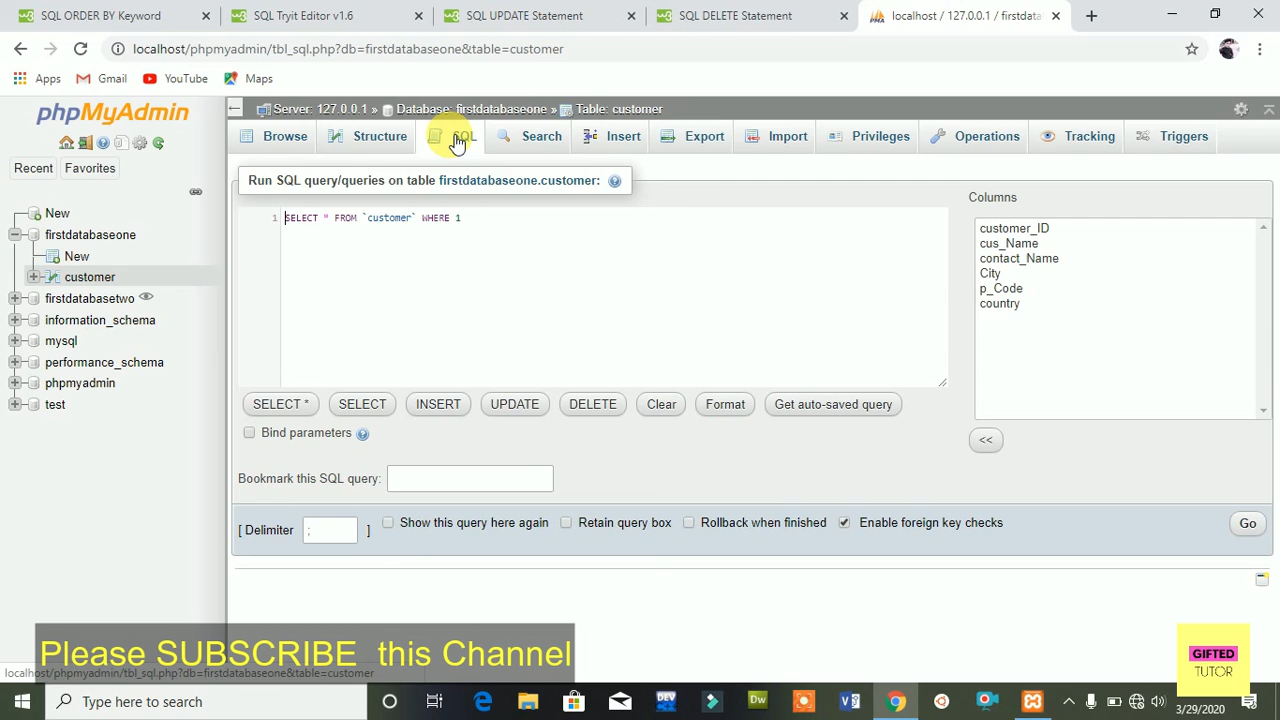 SQL ORDER BY Keyword
SQL Tryit Editor v1.6
SQL UPDATE Statement
SQL DELETE Statement
localhost / 127.0.0.1 / firstdata
localhost/phpmyadmin/tbl_sql.php?db=firstdatabaseone&table=customer
Apps Gmail YouTube Maps
phpMyAdmin
Recent Favorites
New
firstdatabaseone
New
customer
firstdatabasetwo
information_schema
mysql
performance_schema
phpmyadmin
test
Server: 127.0.0.1 » Database: firstdatabaseone » Table: customer
Browse Structure SQL Search Insert Export Import Privileges Operations Tracking Triggers
Run SQL query/queries on table firstdatabaseone.customer:
1 SELECT * FROM `customer` WHERE 1
Columns
customer_ID
cus_Name
contact_Name
City
p_Code
country
SELECT * SELECT INSERT UPDATE DELETE Clear Format Get auto-saved query
<<
Bind parameters
Bookmark this SQL query:
[ Delimiter ; ] Show this query here again Retain query box Rollback when finished Enable foreign key checks Go
Please SUBSCRIBE this Channel
localhost/phpmyadmin/tbl_sql.php?db=firstdatabaseone&table=customer
GIFTED
TUTOR
Type here to search
3/29/2020